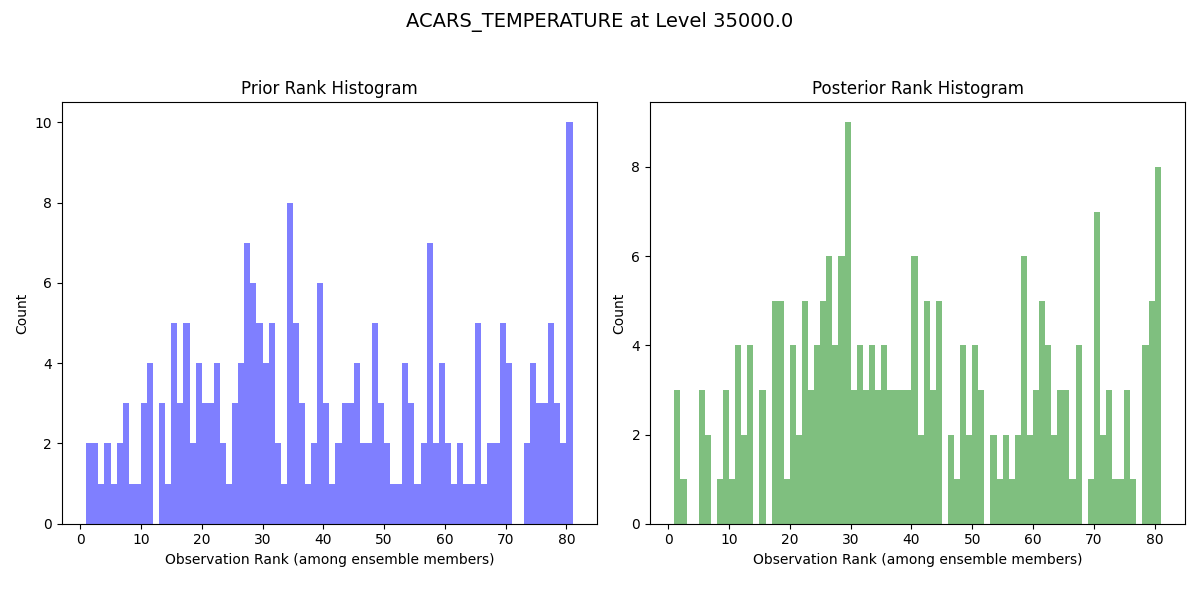 ACARS_TEMPERATURE at Level 35000.0
Prior Rank Histogram
Count
10
8
6
4
2
0
0 10 20 30 40 50 60 70 80
Observation Rank (among ensemble members)
Posterior Rank Histogram
Count
8
6
4
2
0
0 10 20 30 40 50 60 70 80
Observation Rank (among ensemble members)